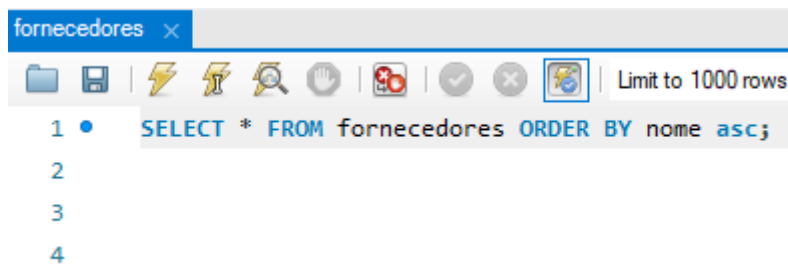 fornecedores
Limit to 1000 rows
1 SELECT * FROM fornecedores ORDER BY nome asc;
2
3
4